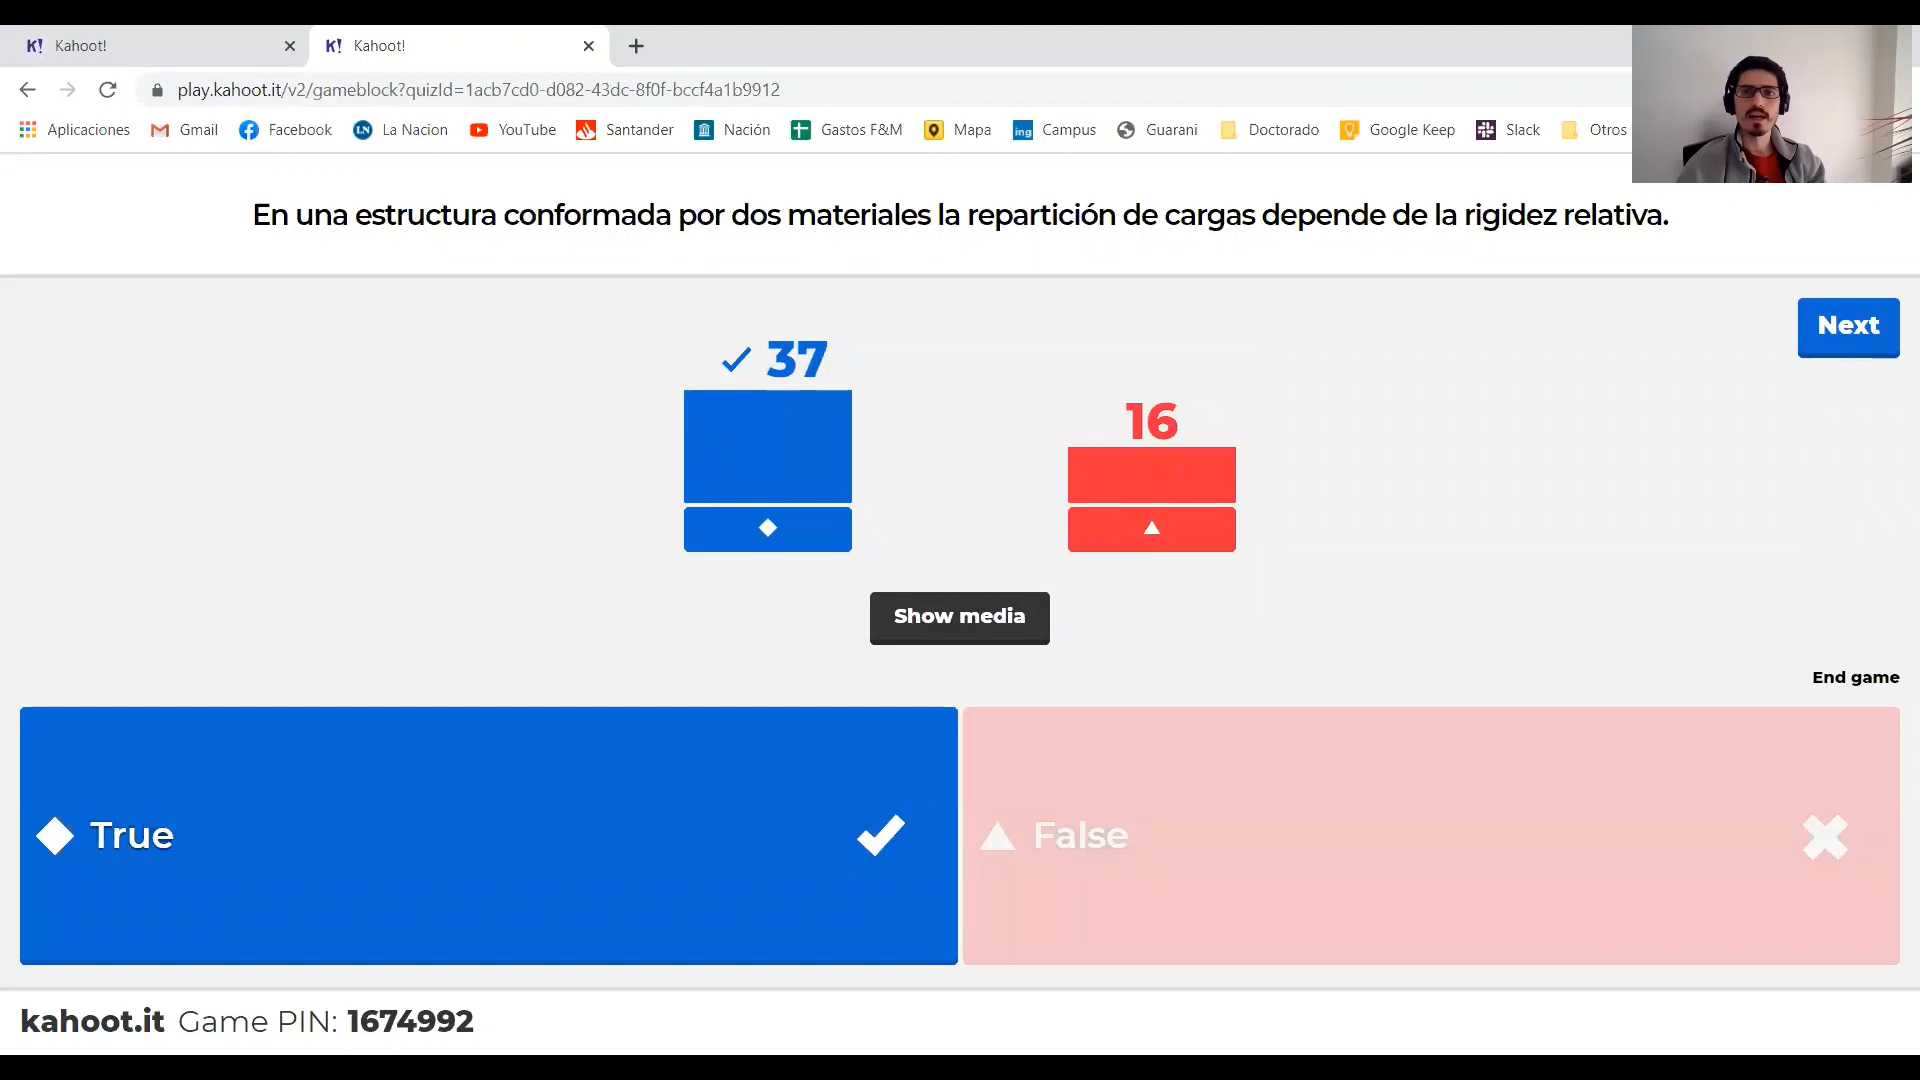 K! Kahoot!
K! Kahoot!
play.kahoot.it/v2/gameblock?quizId=1acb7cd0-d082-43dc-8f0f-bccf4a1b9912
Aplicaciones Gmail Facebook LN La Nacion YouTube Santander Nación Gastos F&M Mapa ing Campus Guarani Doctorado Google Keep Slack Otros
En una estructura conformada por dos materiales la repartición de cargas depende de la rigidez relativa.
Next
37
16
Show media
End game
True
False
kahoot.it Game PIN: 1674992